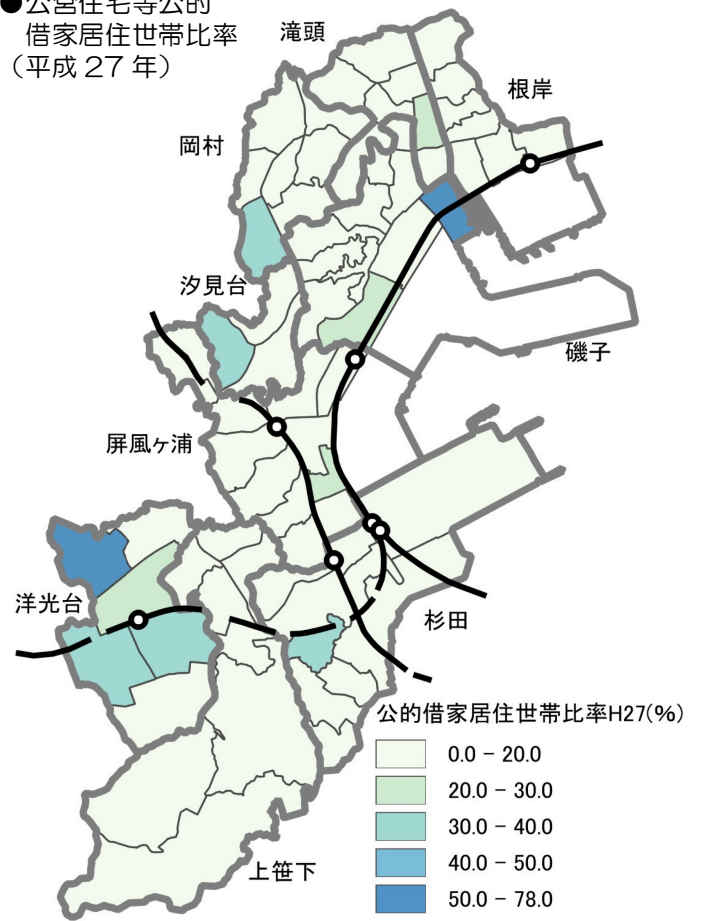 ●公営住宅等公的
借家居住世帯比率
（平成 27 年）
滝頭
根岸
岡村
汐見台
磯子
屏風ヶ浦
洋光台
杉田
上笹下
公的借家居住世帯比率H27(%)
0.0 - 20.0
20.0 - 30.0
30.0 - 40.0
40.0 - 50.0
50.0 - 78.0